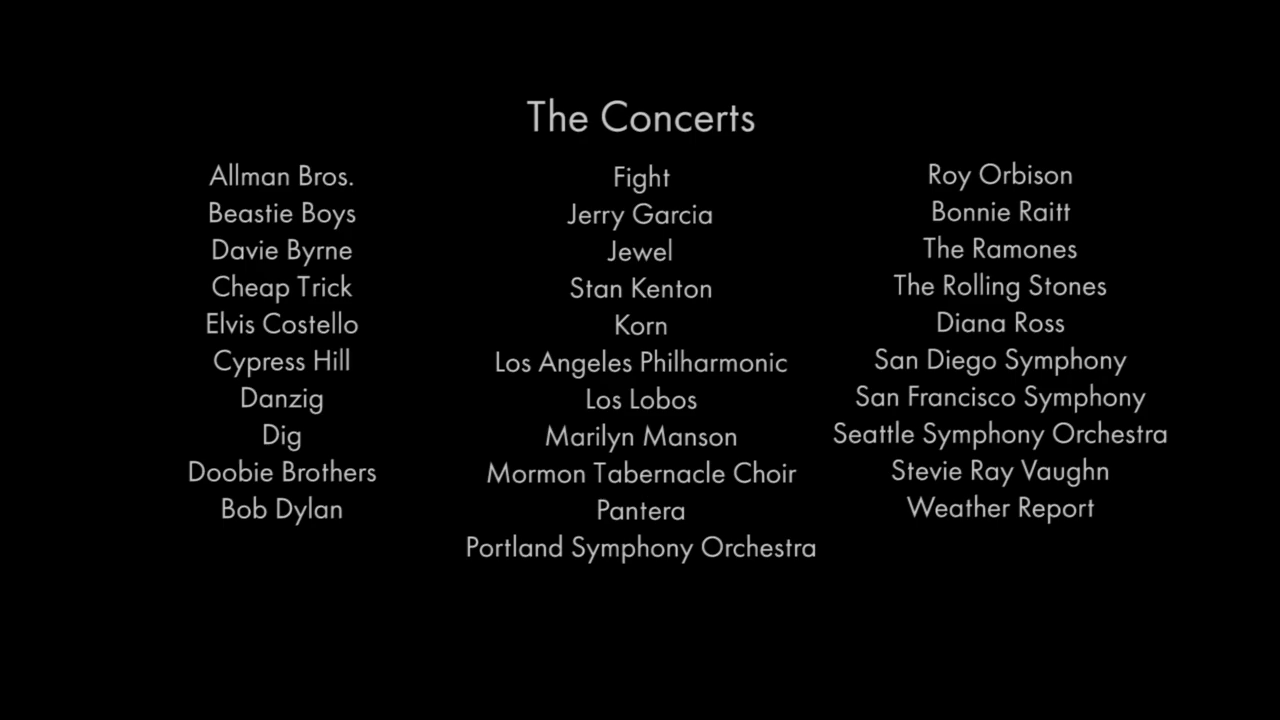 The Concerts
Allman Bros.
Beastie Boys
Davie Byrne
Cheap Trick
Elvis Costello
Cypress Hill
Danzig
Dig
Doobie Brothers
Bob Dylan
Fight
Jerry Garcia
Jewel
Stan Kenton
Korn
Los Angeles Philharmonic
Los Lobos
Marilyn Manson
Mormon Tabernacle Choir
Pantera
Portland Symphony Orchestra
Roy Orbison
Bonnie Raitt
The Ramones
The Rolling Stones
Diana Ross
San Diego Symphony
San Francisco Symphony
Seattle Symphony Orchestra
Stevie Ray Vaughn
Weather Report